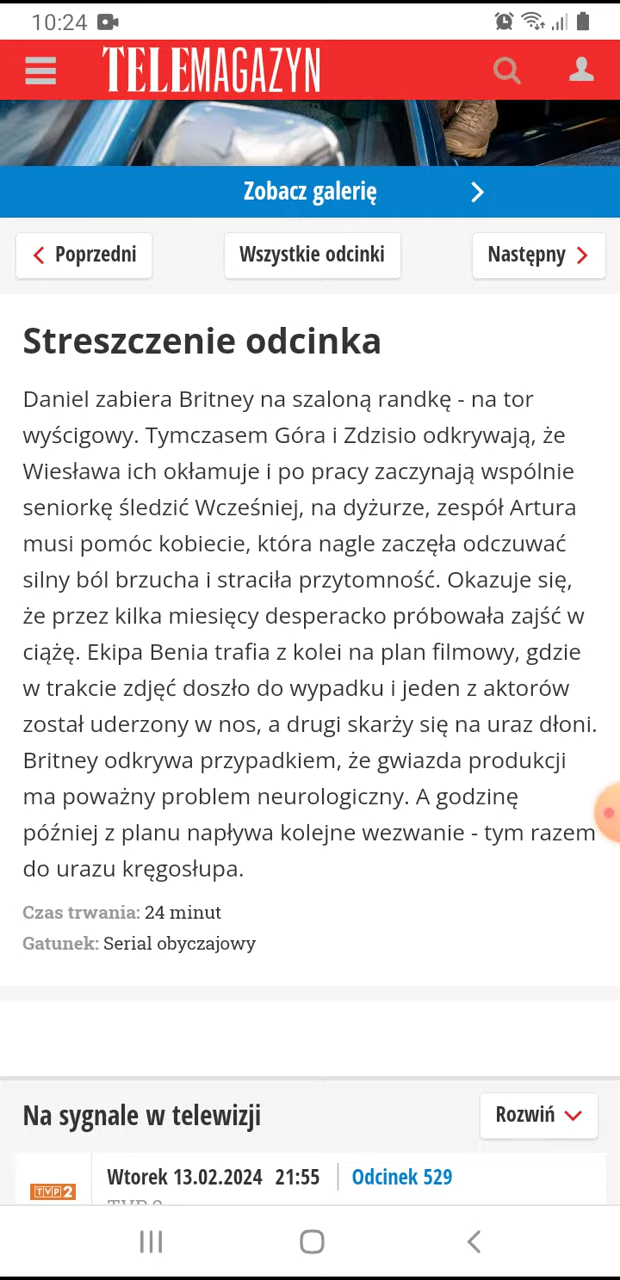 10:24
TELEMAGAZYN
Zobacz galerię
Poprzedni
Wszystkie odcinki
Następny
Streszczenie odcinka
Daniel zabiera Britney na szaloną randkę - na tor
wyścigowy. Tymczasem Góra i Zdzisio odkrywają, że
Wiesława ich okłamuje i po pracy zaczynają wspólnie
seniorkę śledzić Wcześniej, na dyżurze, zespół Artura
musi pomóc kobiecie, która nagle zaczęła odczuwać
silny ból brzucha i straciła przytomność. Okazuje się,
że przez kilka miesięcy desperacko próbowała zajść w
ciążę. Ekipa Benia trafia z kolei na plan filmowy, gdzie
w trakcie zdjęć doszło do wypadku i jeden z aktorów
został uderzony w nos, a drugi skarży się na uraz dłoni.
Britney odkrywa przypadkiem, że gwiazda produkcji
ma poważny problem neurologiczny. A godzinę
później z planu napływa kolejne wezwanie - tym razem
do urazu kręgosłupa.
Czas trwania: 24 minut
Gatunek: Serial obyczajowy
Na sygnale w telewizji
Rozwiń
TVP2
Wtorek 13.02.2024 21:55 Odcinek 529
TVP 2